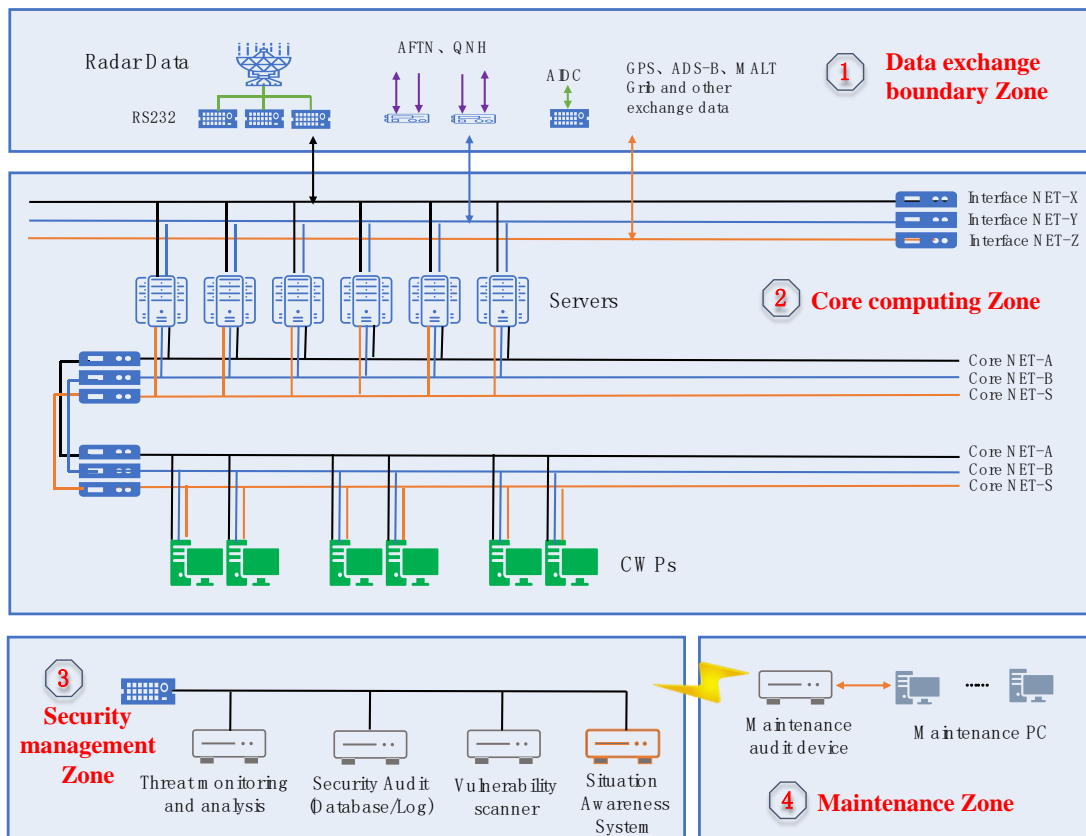 Radar Data
RS232
AFTN、QNH
AIDC
GPS、ADS-B、MALT
Grib and other
exchange data
1
Data exchange
boundary Zone
Interface NET-X
Interface NET-Y
Interface NET-Z
Servers
2
Core computing Zone
Core NET-A
Core NET-B
Core NET-S
Core NET-A
Core NET-B
Core NET-S
CWPs
3
Security
management
Zone
Threat monitoring
and analysis
Security Audit
(Database/Log)
Vulnerability
scanner
Situation
Awareness
System
Maintenance
audit device
Maintenance PC
4
Maintenance Zone